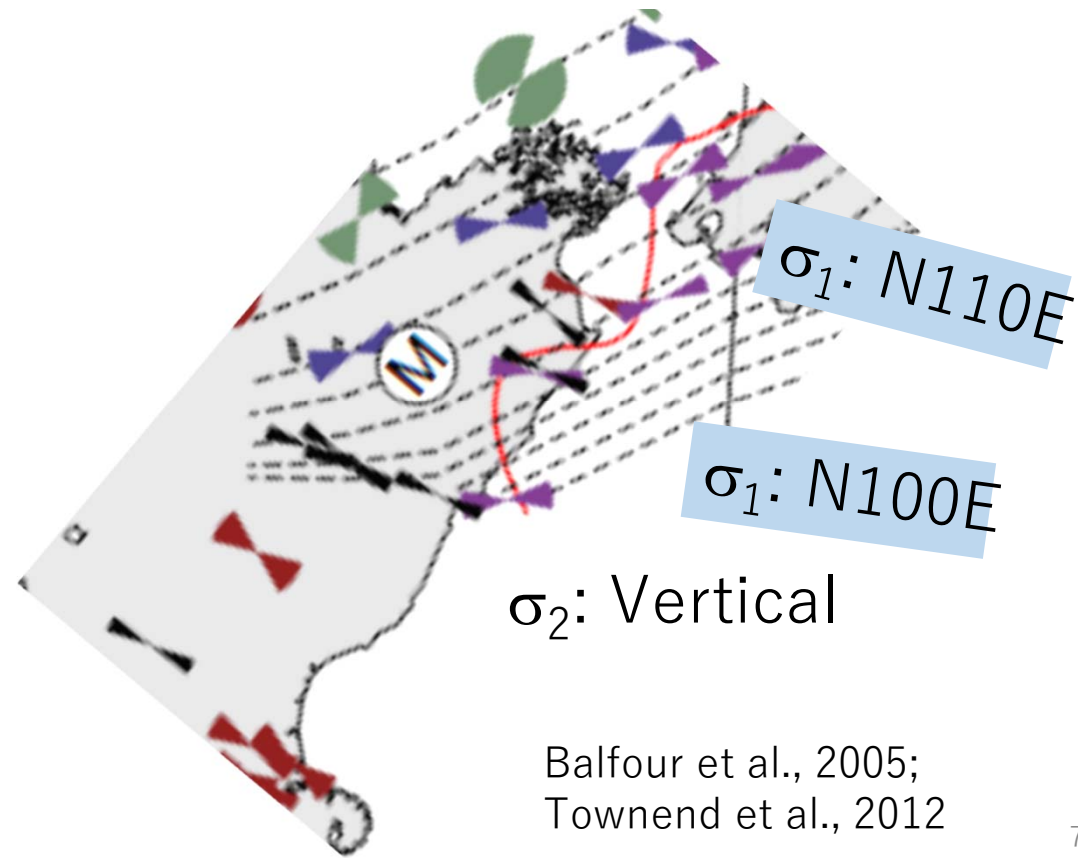 σ1: N110E
M
σ1: N100E
σ2: Vertical
Balfour et al., 2005;
Townend et al., 2012
7